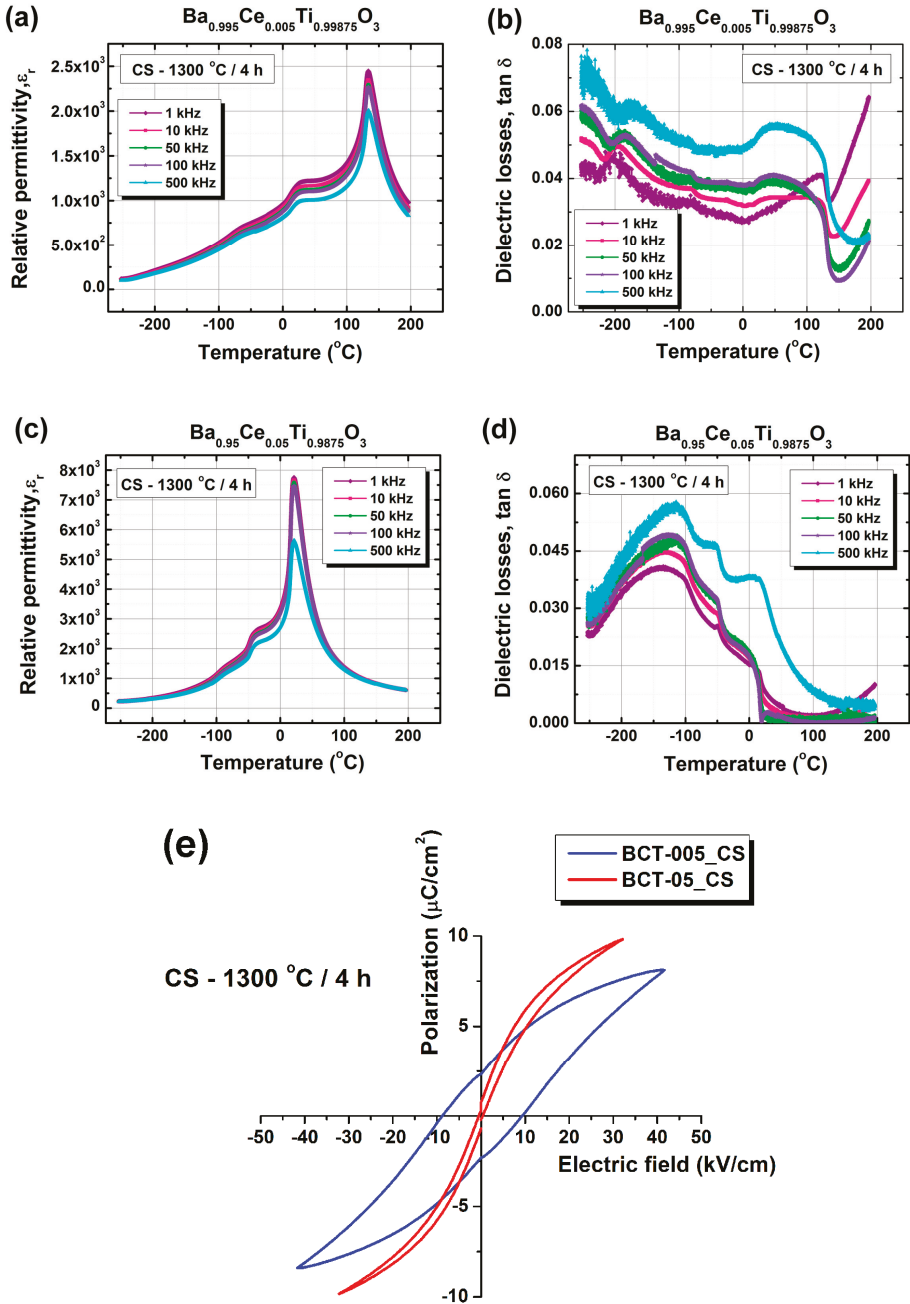 (a)
Ba0.995Ce0.005Ti0.99875O3
CS - 1300 °C / 4 h
1 kHz
10 kHz
50 kHz
100 kHz
500 kHz
Relative permittivity,εr
2.5x10³
2.0x10³
1.5x10³
1.0x10³
5.0x10²
0.0
-200 -100 0 100 200
Temperature (°C)
(b)
Ba0.995Ce0.005Ti0.99875O3
CS - 1300 °C / 4 h
1 kHz
10 kHz
50 kHz
100 kHz
500 kHz
Dielectric losses, tan δ
0.08
0.06
0.04
0.02
0.00
-200 -100 0 100 200
Temperature (°C)
(c)
Ba0.95Ce0.05Ti0.9875O3
CS - 1300 °C / 4 h
1 kHz
10 kHz
50 kHz
100 kHz
500 kHz
Relative permittivity,εr
8x10³
7x10³
6x10³
5x10³
4x10³
3x10³
2x10³
1x10³
0
-200 -100 0 100 200
Temperature (°C)
(d)
Ba0.95Ce0.05Ti0.9875O3
CS - 1300 °C / 4 h
1 kHz
10 kHz
50 kHz
100 kHz
500 kHz
Dielectric losses, tan δ
0.060
0.045
0.030
0.015
0.000
-200 -100 0 100 200
Temperature (°C)
(e)
BCT-005_CS
BCT-05_CS
CS - 1300 °C / 4 h
Polarization (μC/cm²)
10
5
0
-5
-10
-50 -40 -30 -20 -10 0 10 20 30 40 50
Electric field (kV/cm)